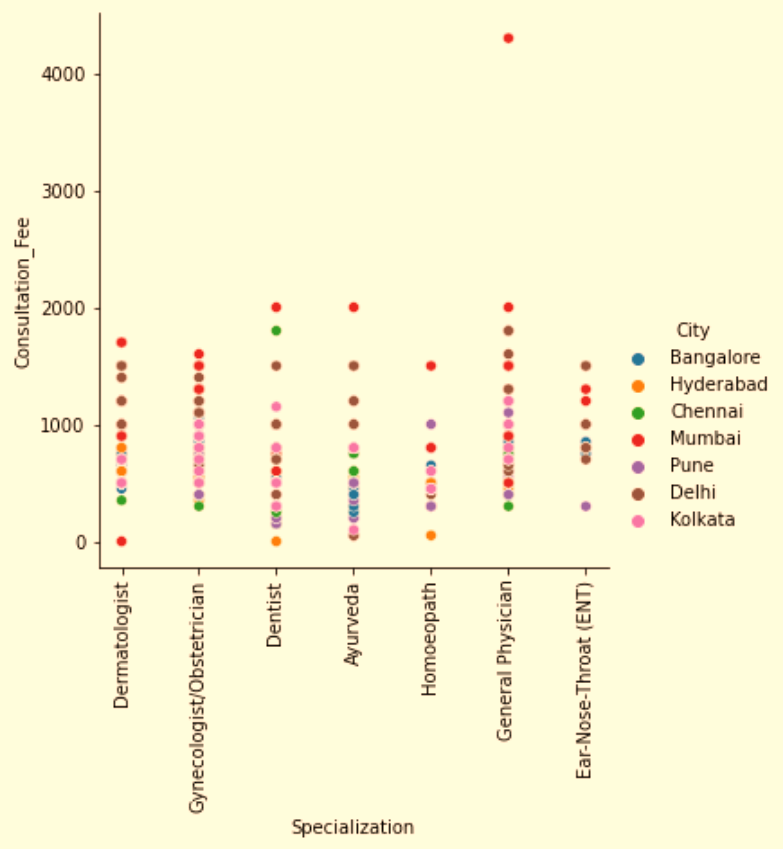 4000
3000
2000
1000
0
Consultation_Fee
City
Bangalore
Hyderabad
Chennai
Mumbai
Pune
Delhi
Kolkata
Dermatologist
Gynecologist/Obstetrician
Dentist
Ayurveda
Homoeopath
General Physician
Ear-Nose-Throat (ENT)
Specialization